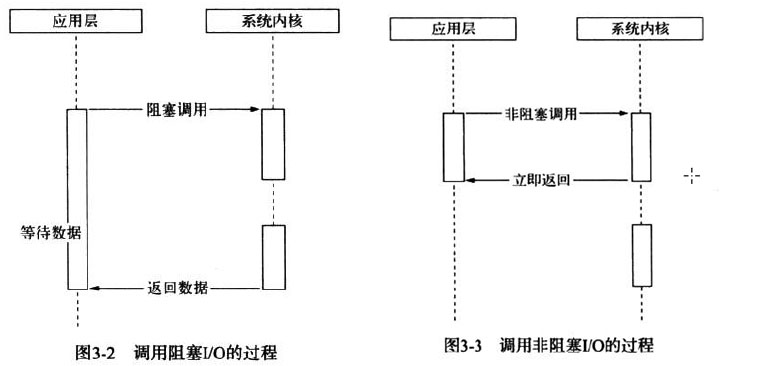 应用层
系统内核
阻塞调用
等待数据
返回数据
图3-2 调用阻塞I/O的过程
应用层
系统内核
非阻塞调用
立即返回
图3-3 调用非阻塞I/O的过程